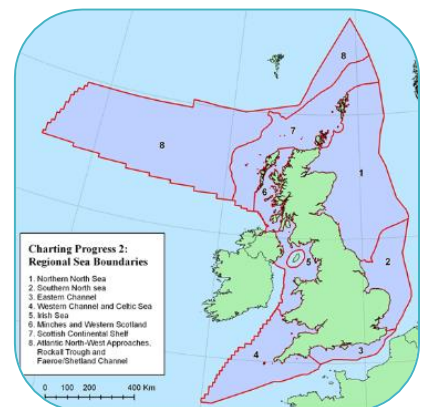 8
7
8
1
6
5
2
4
3
Charting Progress 2:
Regional Sea Boundaries
1. Northern North Sea
2. Southern North sea
3. Eastern Channel
4. Western Channel and Celtic Sea
5. Irish Sea
6. Minches and Western Scotland
7. Scottish Continental Shelf
8. Atlantic North-West Approaches,
Rockall Trough and
Faeroe/Shetland Channel
0 100 200 400 Km